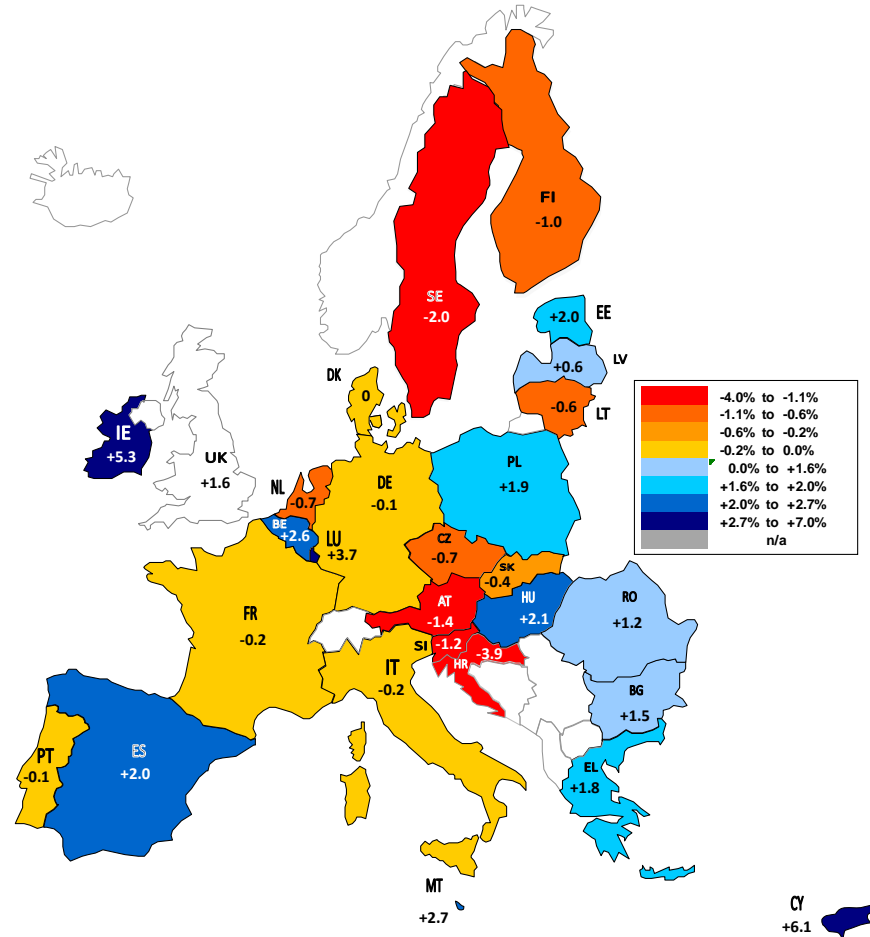 FI
-1.0
SE
-2.0
EE
+2.0
LV
+0.6
LT
-0.6
DK
0
-4.0% to -1.1%
-1.1% to -0.6%
-0.6% to -0.2%
-0.2% to 0.0%
0.0% to +1.6%
+1.6% to +2.0%
+2.0% to +2.7%
+2.7% to +7.0%
n/a
IE
+5.3
UK
+1.6
NL
-0.7
BE
+2.6
LU
+3.7
DE
-0.1
PL
+1.9
CZ
-0.7
SK
-0.4
AT
-1.4
HU
+2.1
RO
+1.2
FR
-0.2
SI
-1.2
HR
-3.9
IT
-0.2
BG
+1.5
PT
-0.1
ES
+2.0
EL
+1.8
MT
+2.7
CY
+6.1